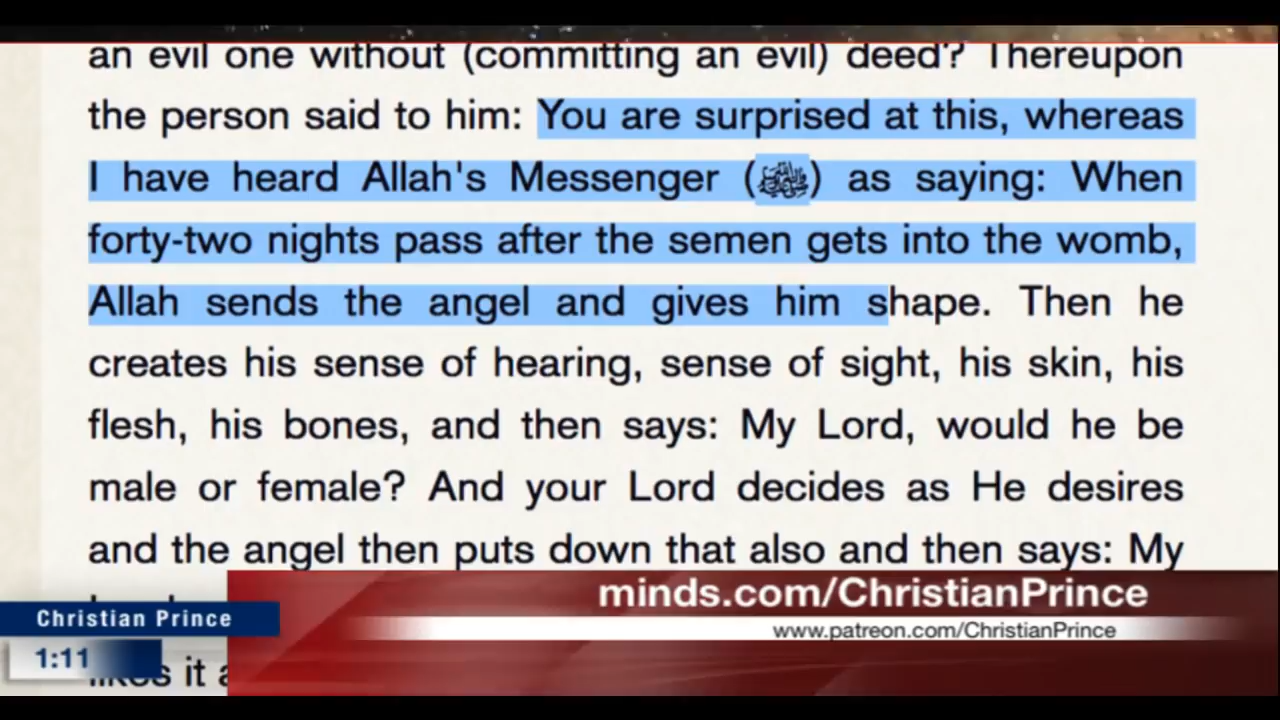 an evil one without (committing an evil) deed? Thereupon
the person said to him: You are surprised at this, whereas
I have heard Allah's Messenger (ﷺ) as saying: When
forty-two nights pass after the semen gets into the womb,
Allah sends the angel and gives him shape. Then he
creates his sense of hearing, sense of sight, his skin, his
flesh, his bones, and then says: My Lord, would he be
male or female? And your Lord decides as He desires
and the angel then puts down that also and then says: My
minds.com/ChristianPrince
Christian Prince
www.patreon.com/ChristianPrince
1:11
likes it